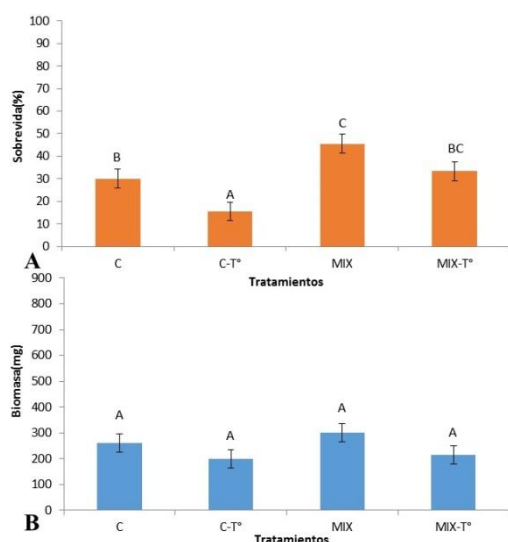 100
90
80
70
60
50
40
30
20
10
0
Sobrevida(%)
B
A
C
BC
C
C-T°
MIX
MIX-T°
Tratamientos
A
900
800
700
600
500
400
300
200
100
0
Biomasa(mg)
A
A
A
A
C
C-T°
MIX
MIX-T°
Tratamientos
B